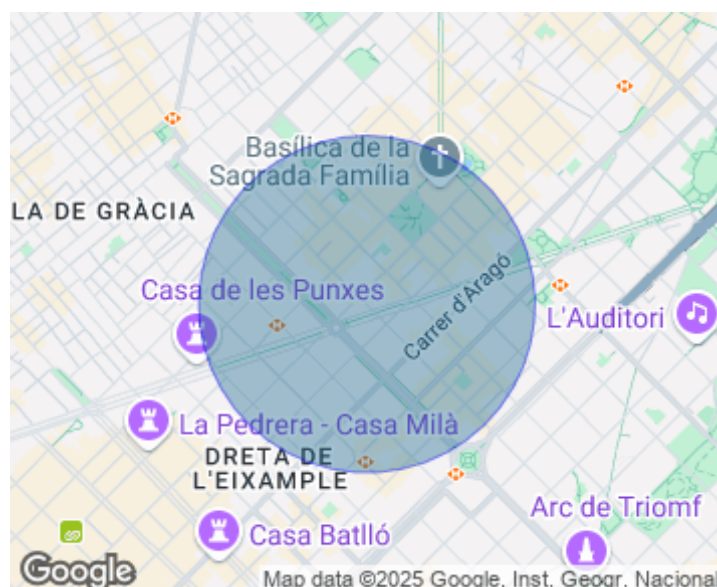 Basílica de la
Sagrada Família
LA DE GRÀCIA
Casa de les Punxes
Carrer d'Aragó
L'Auditori
La Pedrera - Casa Milà
DRETA DE
L'EIXAMPLE
Arc de Triomf
Casa Batlló
Google
Map data ©2025 Google, Inst. Geogr. Nacional